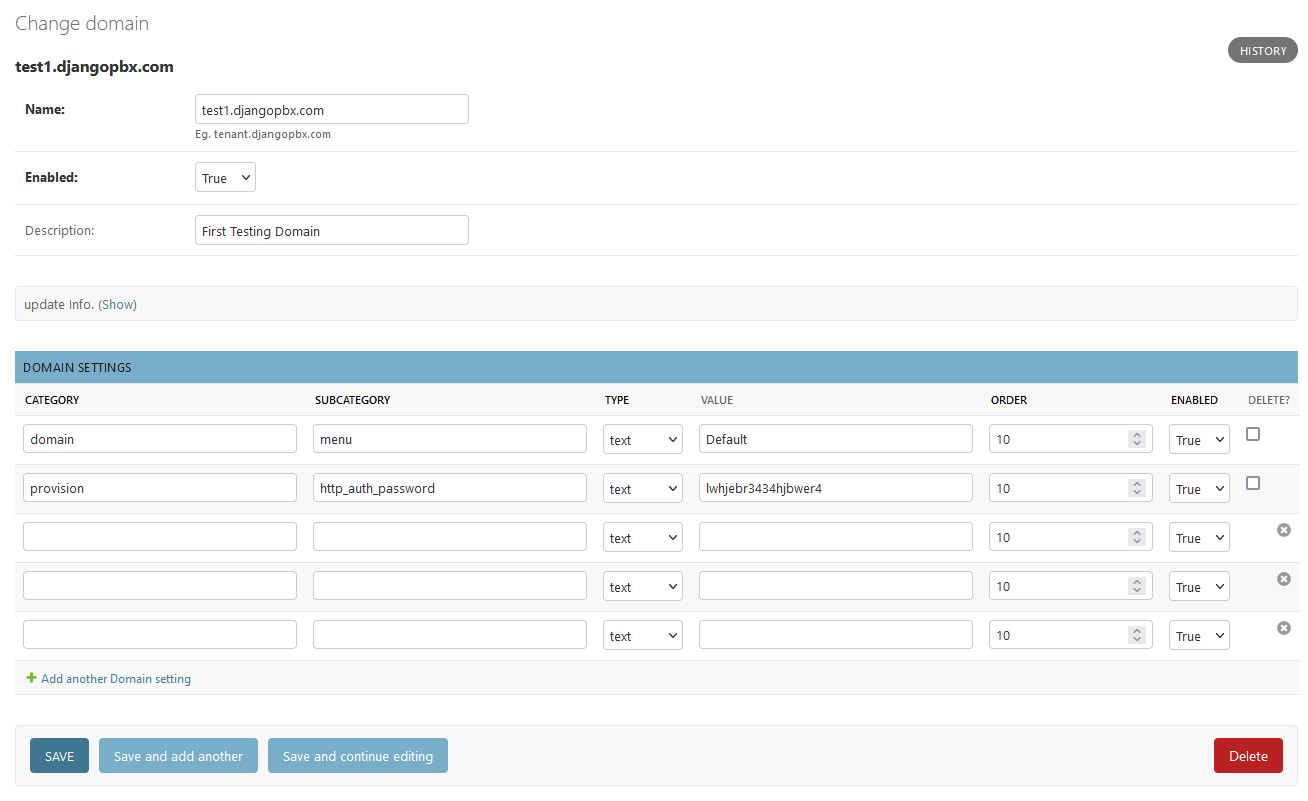 Change domain
HISTORY
test1.djangopbx.com
Name: test1.djangopbx.com
Eg. tenant.djangopbx.com
Enabled: True
Description: First Testing Domain
update Info. (Show)
DOMAIN SETTINGS
CATEGORY SUBCATEGORY TYPE VALUE ORDER ENABLED DELETE?
domain menu text Default 10 True
provision http_auth_password text lwhjebr3434hjbwer4 10 True
text 10 True
text 10 True
text 10 True
Add another Domain setting
SAVE Save and add another Save and continue editing Delete